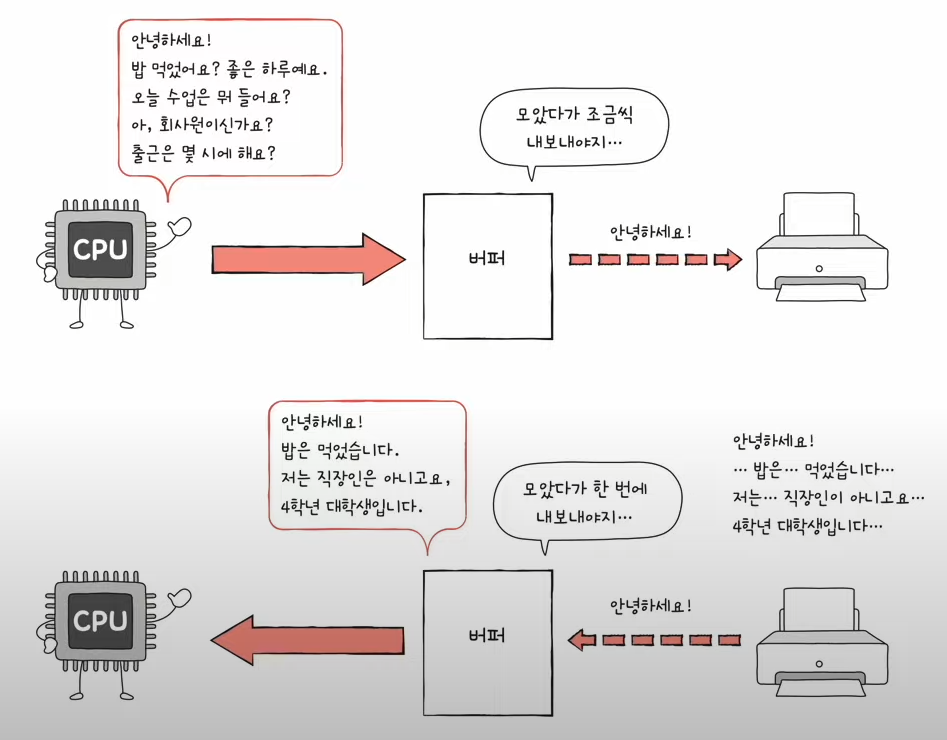 안녕하세요!
밥 먹었어요? 좋은 하루예요.
오늘 수업은 뭐 들어요?
아, 회사원이신가요?
출근은 몇 시에 해요?
모았다가 조금씩
내보내야지…
CPU
버퍼
안녕하세요!
안녕하세요!
밥은 먹었습니다.
저는 직장인은 아니고요,
4학년 대학생입니다.
모았다가 한 번에
내보내야지…
안녕하세요!
… 밥은… 먹었습니다…
저는… 직장인이 아니고요…
4학년 대학생입니다…
CPU
버퍼
안녕하세요!